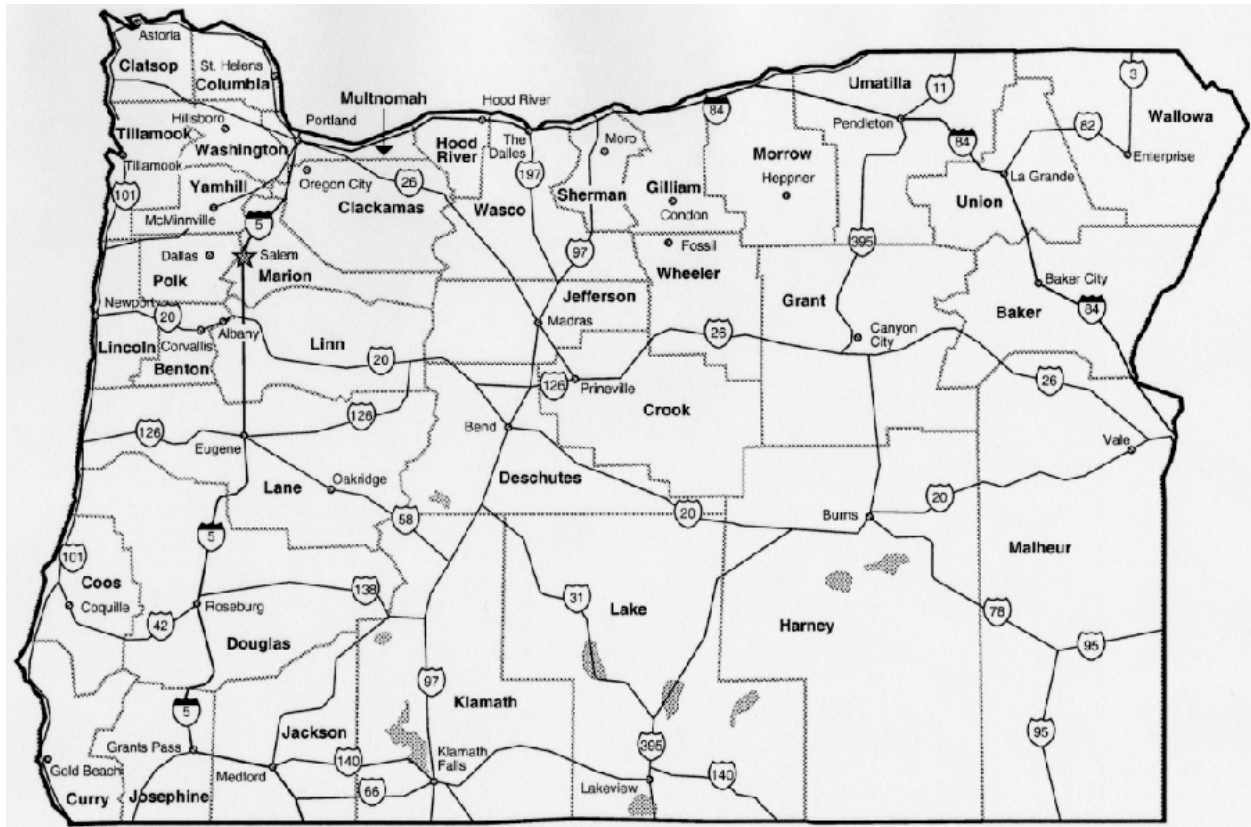 Astoria
Clatsop
St. Helens
Columbia
Multnomah
Hood River
Umatilla
11
3
Wallowa
Hillsboro
Portland
84
Tillamook
Washington
The
Dalles
Hood
River
Moro
Pendleton
82
Morrow
84
Enterprise
Tillamook
Oregon City
26
197
Heppner
La Grande
101
Yamhill
Clackamas
Wasco
Sherman
Gilliam
Condon
Union
McMinnville
5
395
Dallas
Salem
97
Fossil
Polk
Marion
Wheeler
Baker City
Newport
Jefferson
Grant
Baker
84
20
Albany
Madras
26
Canyon
City
Lincoln
Corvallis
Linn
20
Benton
126
Prineville
26
126
126
Crook
Eugene
Bend
Vale
Lane
Oakridge
Deschutes
58
20
Burns
20
5
101
Malheur
Coos
138
31
Lake
Coquille
42
Roseburg
78
Harney
Douglas
95
97
Klamath
5
Jackson
95
Grants Pass
395
Gold Beach
Medford
140
Klamath
Falls
140
66
Lakeview
Curry
Josephine